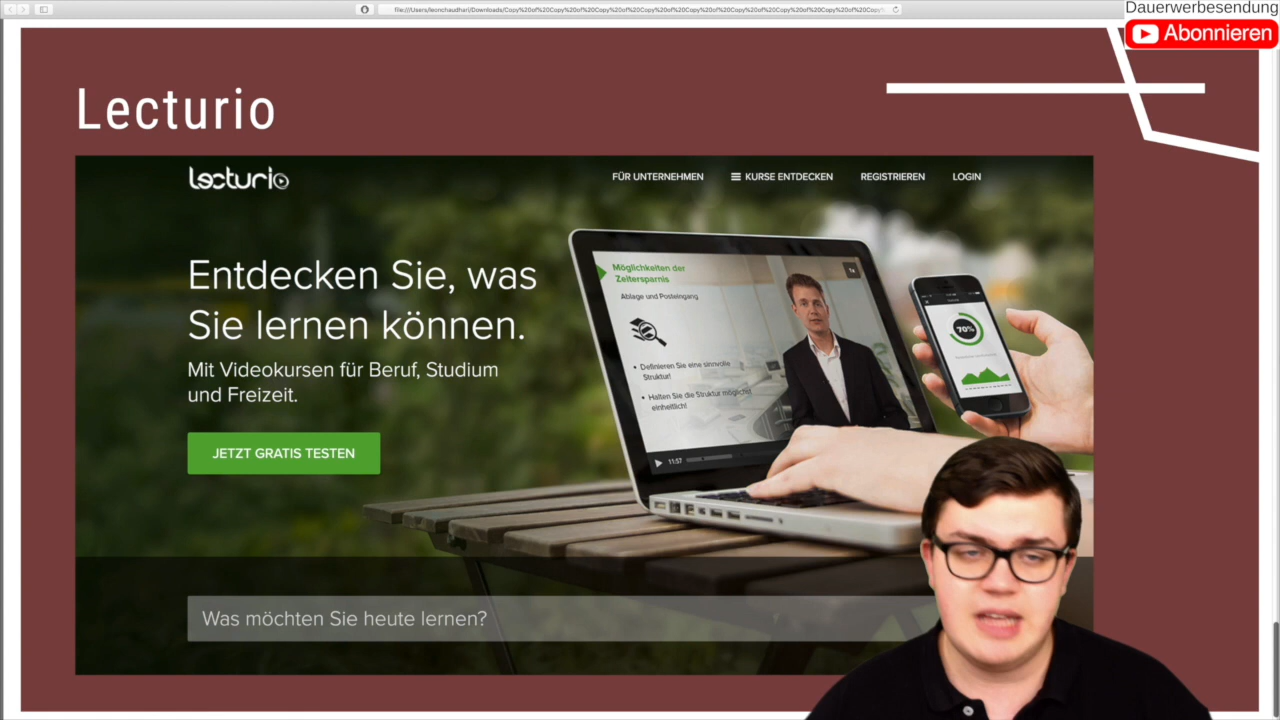 Dauerwerbesendung
Abonnieren
Lecturio
lecturio
FÜR UNTERNEHMEN
KURSE ENTDECKEN
REGISTRIEREN
LOGIN
Entdecken Sie, was
Sie lernen können.
Mit Videokursen für Beruf, Studium
und Freizeit.
JETZT GRATIS TESTEN
Möglichkeiten der
Zeitersparnis
1x
Ablage und Posteingang
Definieren Sie eine sinnvolle
Struktur!
Halten Sie die Struktur möglichst
einheitlich!
11:57
70%
Was möchten Sie heute lernen?